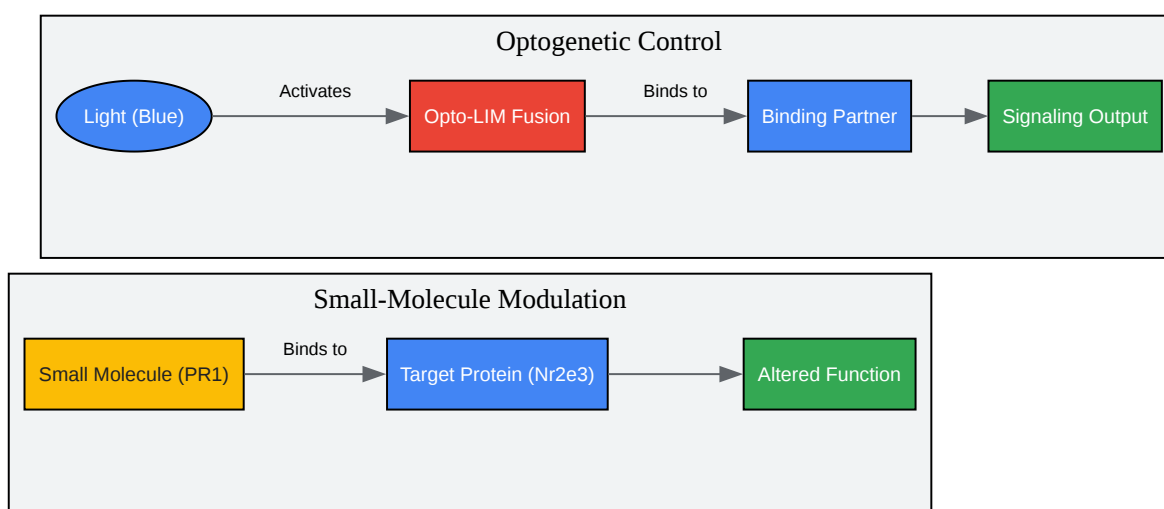 Optogenetic Control
Light (Blue)
Activates
Opto-LIM Fusion
Binds to
Binding Partner
Signaling Output
Small-Molecule Modulation
Small Molecule (PR1)
Binds to
Target Protein (Nr2e3)
Altered Function